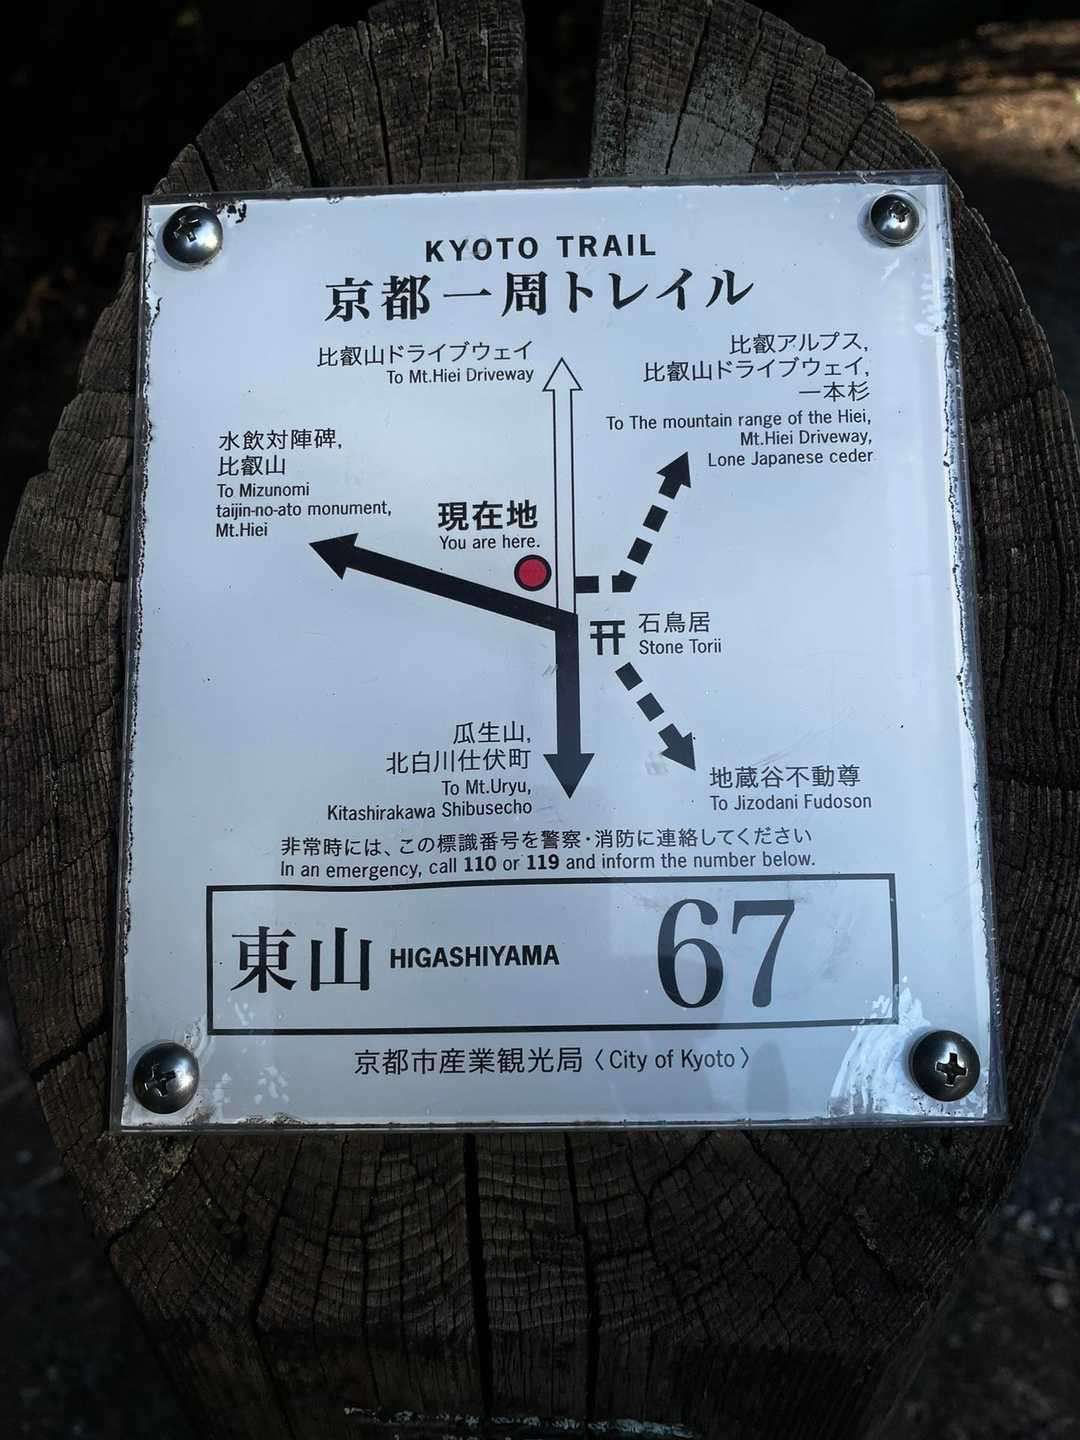 KYOTO TRAIL
京都一周トレイル
比叡山ドライブウェイ
To Mt.Hiei Driveway
比叡アルプス,
比叡山ドライブウェイ,
一本杉
To The mountain range of the Hiei,
Mt.Hiei Driveway,
Lone Japanese ceder
水飲対陣碑,
比叡山
To Mizunomi
taijin-no-ato monument,
Mt.Hiei
現在地
You are here.
石鳥居
Stone Torii
瓜生山,
北白川仕伏町
To Mt.Uryu,
Kitashirakawa Shibusecho
地蔵谷不動尊
To Jizodani Fudoson
非常時には、この標識番号を警察・消防に連絡してください
In an emergency, call 110 or 119 and inform the number below.
東山 HIGASHIYAMA 67
京都市産業観光局〈City of Kyoto〉